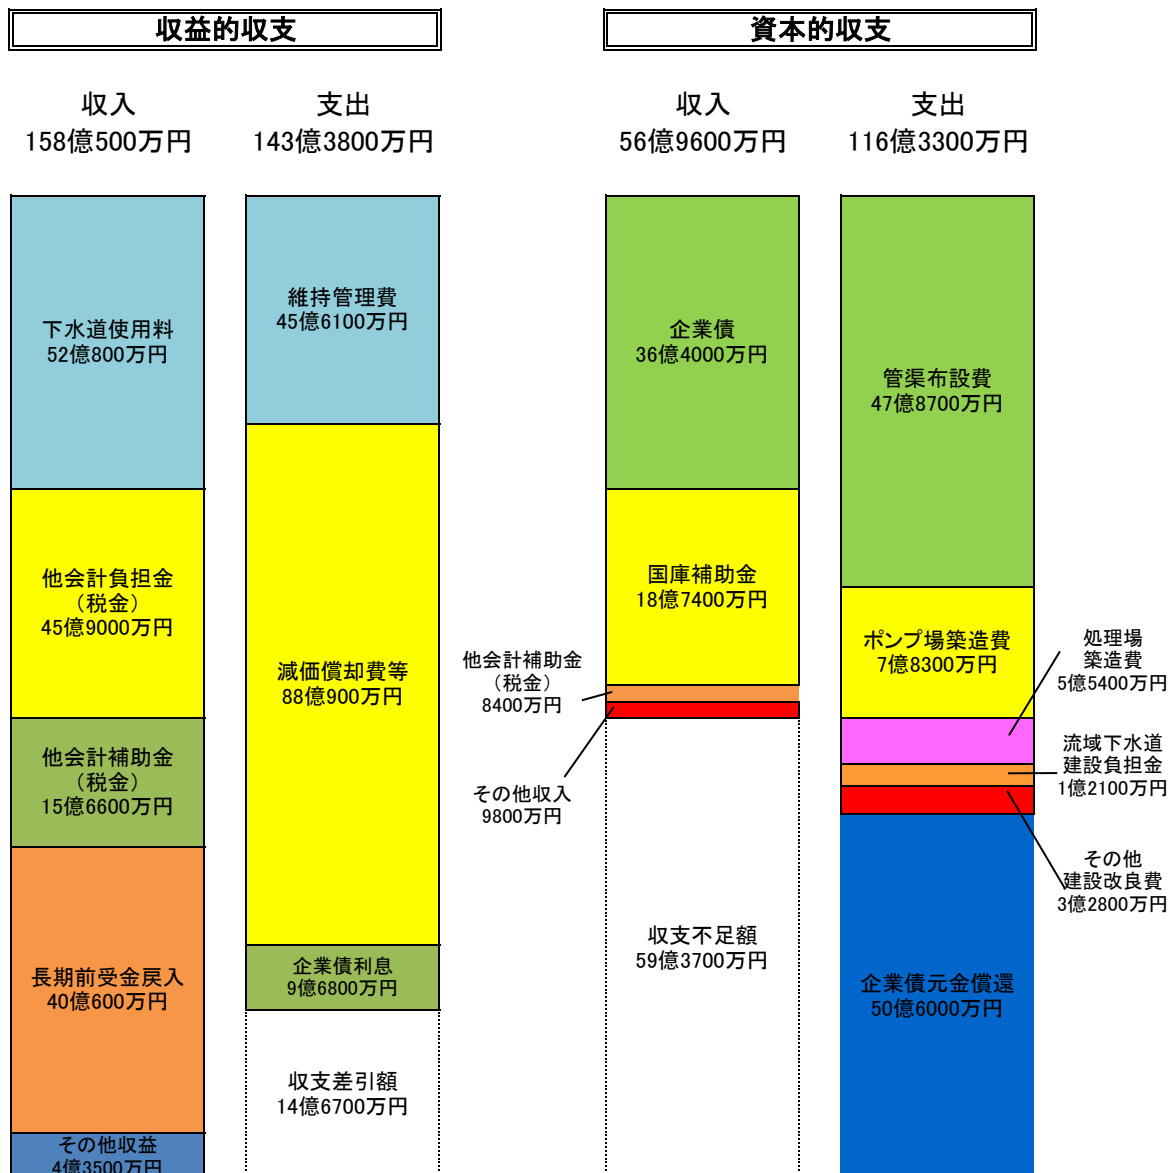 収益的収支
収入
158億500万円
支出
143億3800万円
下水道使用料
52億800万円
他会計負担金
（税金）
45億9000万円
他会計補助金
（税金）
15億6600万円
長期前受金戻入
40億600万円
その他収益
4億3500万円
維持管理費
45億6100万円
減価償却費等
88億900万円
企業債利息
9億6800万円
収支差引額
14億6700万円
資本的収支
収入
56億9600万円
支出
116億3300万円
企業債
36億4000万円
国庫補助金
18億7400万円
他会計補助金
（税金）
8400万円
その他収入
9800万円
収支不足額
59億3700万円
管渠布設費
47億8700万円
ポンプ場築造費
7億8300万円
処理場
築造費
5億5400万円
流域下水道
建設負担金
1億2100万円
その他
建設改良費
3億2800万円
企業債元金償還
50億6000万円